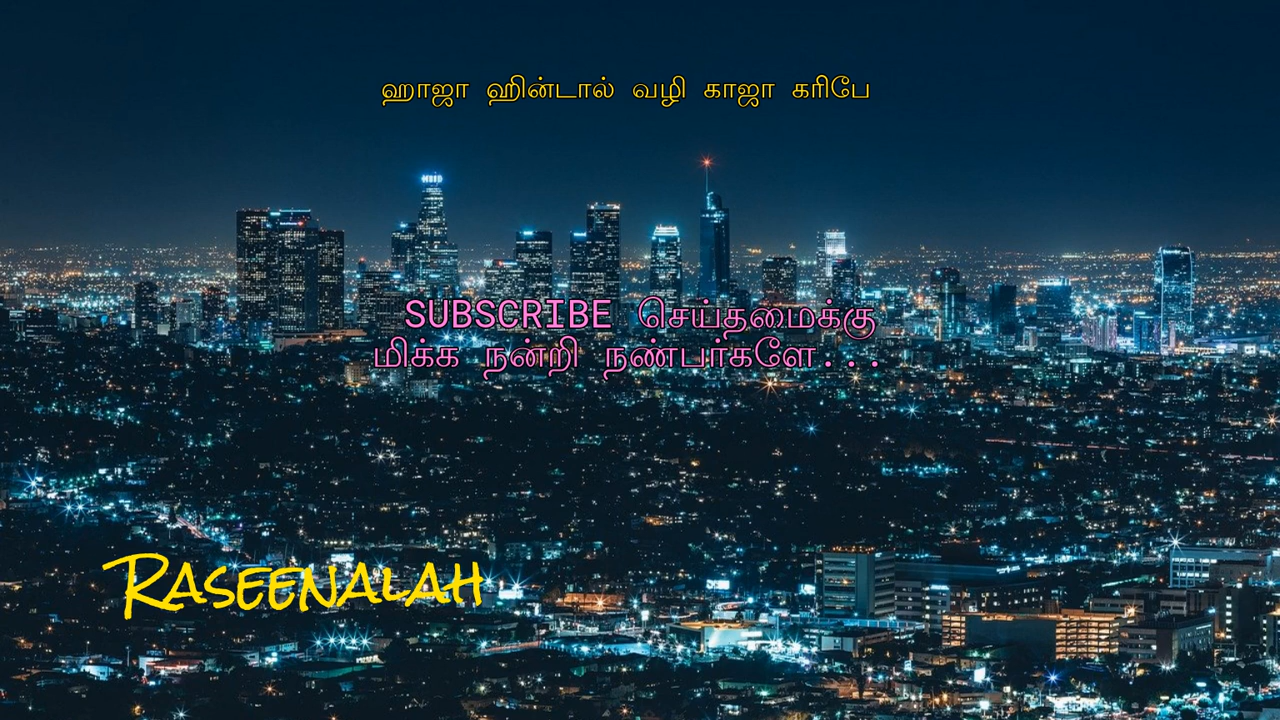 ஹாஜா ஹின்டால் வழி காஜா கரிபே
SUBSCRIBE செய்தமைக்கு
மிக்க நன்றி நண்பர்களே...
RASEENALAH